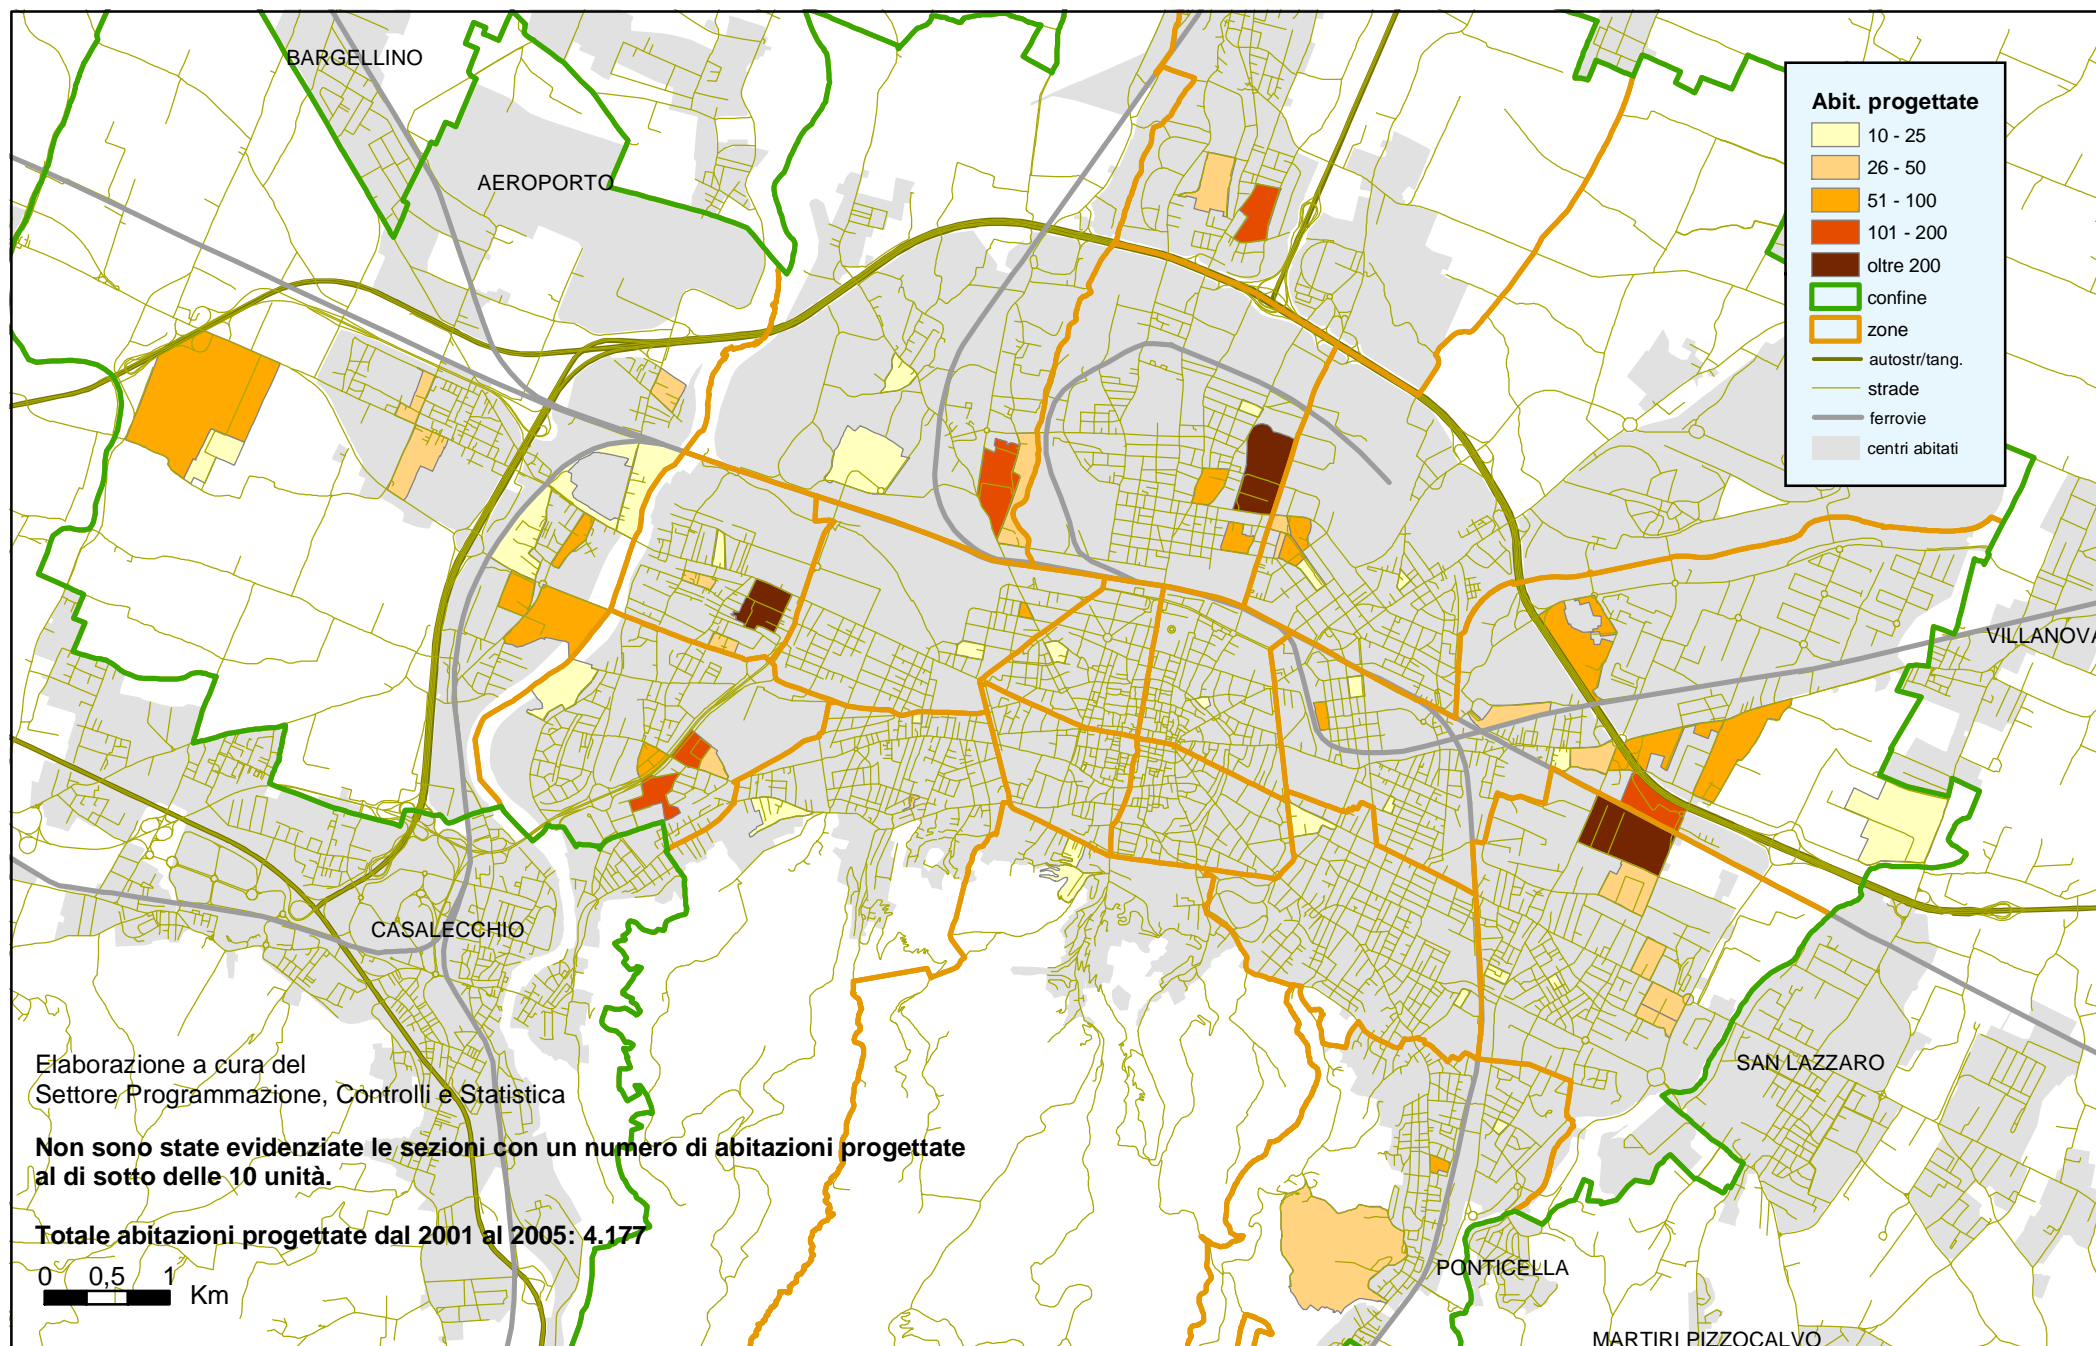 BARGELLINO
AEROPORTO
Abit. progettate
10 - 25
26 - 50
51 - 100
101 - 200
oltre 200
confine
zone
autostr/tang.
strade
ferrovie
centri abitati
VILLANOVA
CASALECCHIO
SAN LAZZARO
Elaborazione a cura del
Settore Programmazione, Controlli e Statistica
Non sono state evidenziate le sezioni con un numero di abitazioni progettate
al di sotto delle 10 unità.
Totale abitazioni progettate dal 2001 al 2005: 4.177
0 0,5 1
Km
PONTICELLA
MARTIRI PIZZOCALVO